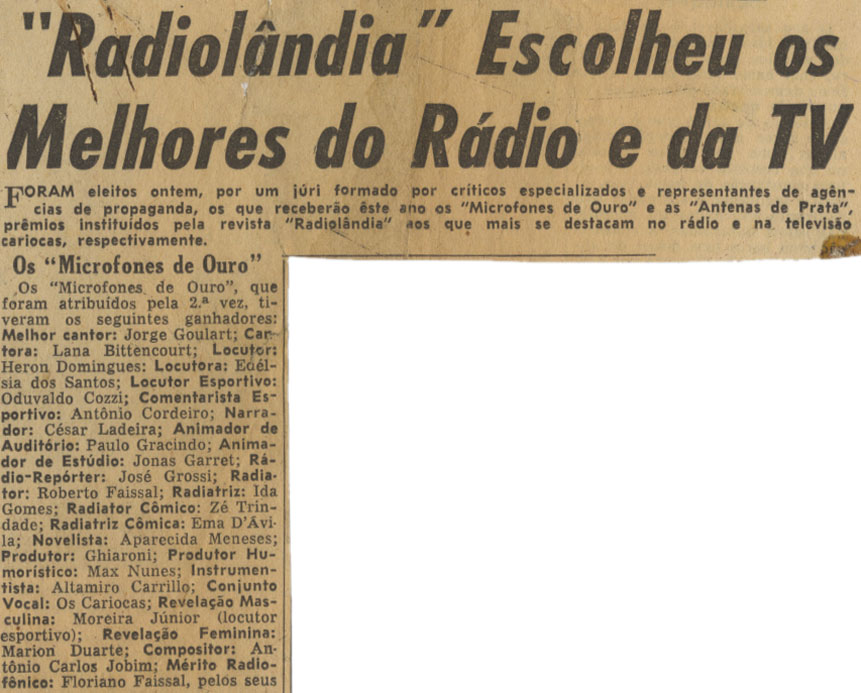 "Radiolândia" Escolheu os
Melhores do Rádio e da TV
FORAM eleitos ontem, por um júri formado por críticos especializados e representantes de agên-
cias de propaganda, os que receberão êste ano os "Microfones de Ouro" e as "Antenas de Prata",
prêmios instituídos pela revista "Radiolândia" aos que mais se destacam no rádio e na televisão
cariocas, respectivamente.
Os "Microfones de Ouro"
Os "Microfones de Ouro", que
foram atribuídos pela 2.ª vez, ti-
veram os seguintes ganhadores:
Melhor cantor: Jorge Goulart; Can-
tora: Lana Bittencourt; Locutor:
Heron Domingues: Locutora: Edél-
sia dos Santos; Locutor Esportivo:
Oduvaldo Cozzi; Comentarista Es-
portivo: Antônio Cordeiro; Narra-
dor: César Ladeira; Animador de
Auditório: Paulo Gracindo; Anima-
dor de Estúdio: Jonas Garret; Rá-
dio-Repórter: José Grossi; Radia-
tor: Roberto Faissal; Radiatriz: Ida
Gomes; Radiator Cômico: Zé Trin-
dade; Radiatriz Cômica: Ema D'Ávi-
la; Novelista: Aparecida Meneses;
Produtor: Ghiaroni; Produtor Hu-
morístico: Max Nunes; Instrumen-
tista: Altamiro Carrillo; Conjunto
Vocal: Os Cariocas; Revelação Mas-
culina: Moreira Júnior (locutor
esportivo); Revelação Feminina:
Marion Duarte; Compositor: An-
tônio Carlos Jobim; Mérito Radio-
fônico: Floriano Faissal, pelos seus